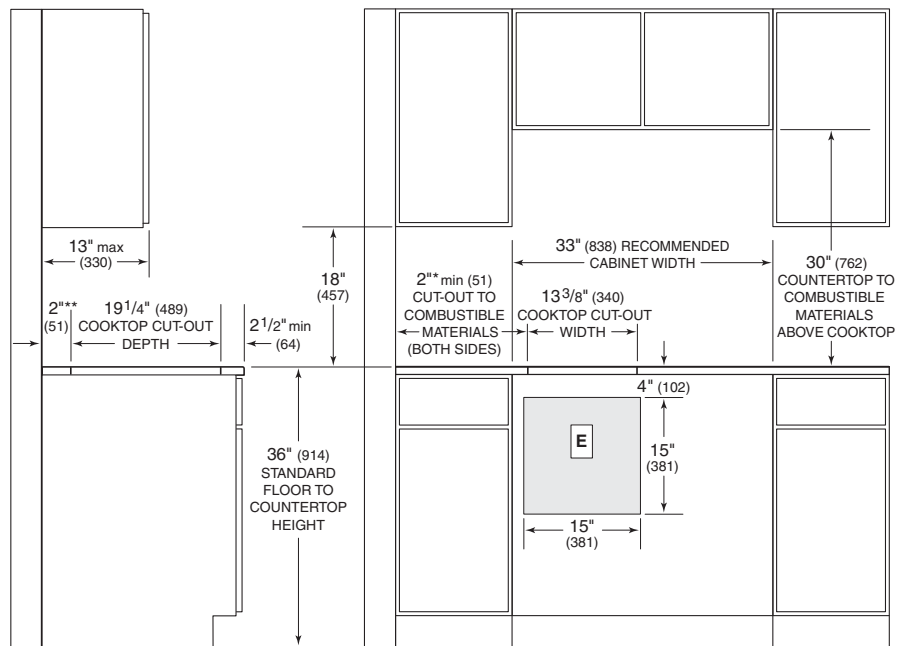 13" max
(330)
18"
(457)
2"**
(51)
19 1/4" (489)
COOKTOP CUT-OUT
DEPTH
2 1/2" min
(64)
36" (914)
STANDARD
FLOOR TO
COUNTERTOP
HEIGHT
33" (838) RECOMMENDED
CABINET WIDTH
2"* min (51)
CUT-OUT TO
COMBUSTIBLE
MATERIALS
(BOTH SIDES)
13 3/8" (340)
COOKTOP CUT-OUT
WIDTH
30" (762)
COUNTERTOP TO
COMBUSTIBLE
MATERIALS
ABOVE COOKTOP
4" (102)
E
15"
(381)
15"
(381)